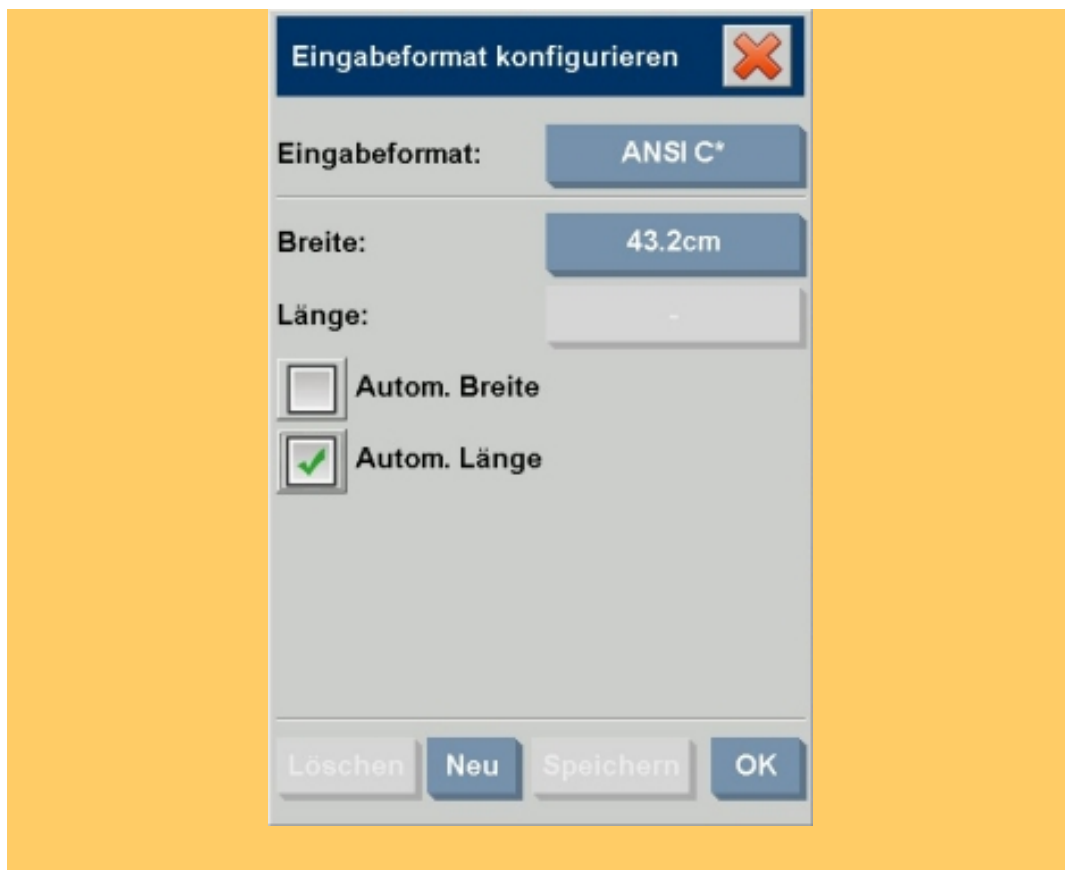 Eingabeformat konfigurieren
Eingabeformat: ANSI C*
Breite: 43.2cm
Länge: -
Autom. Breite
Autom. Länge
Löschen Neu Speichern OK